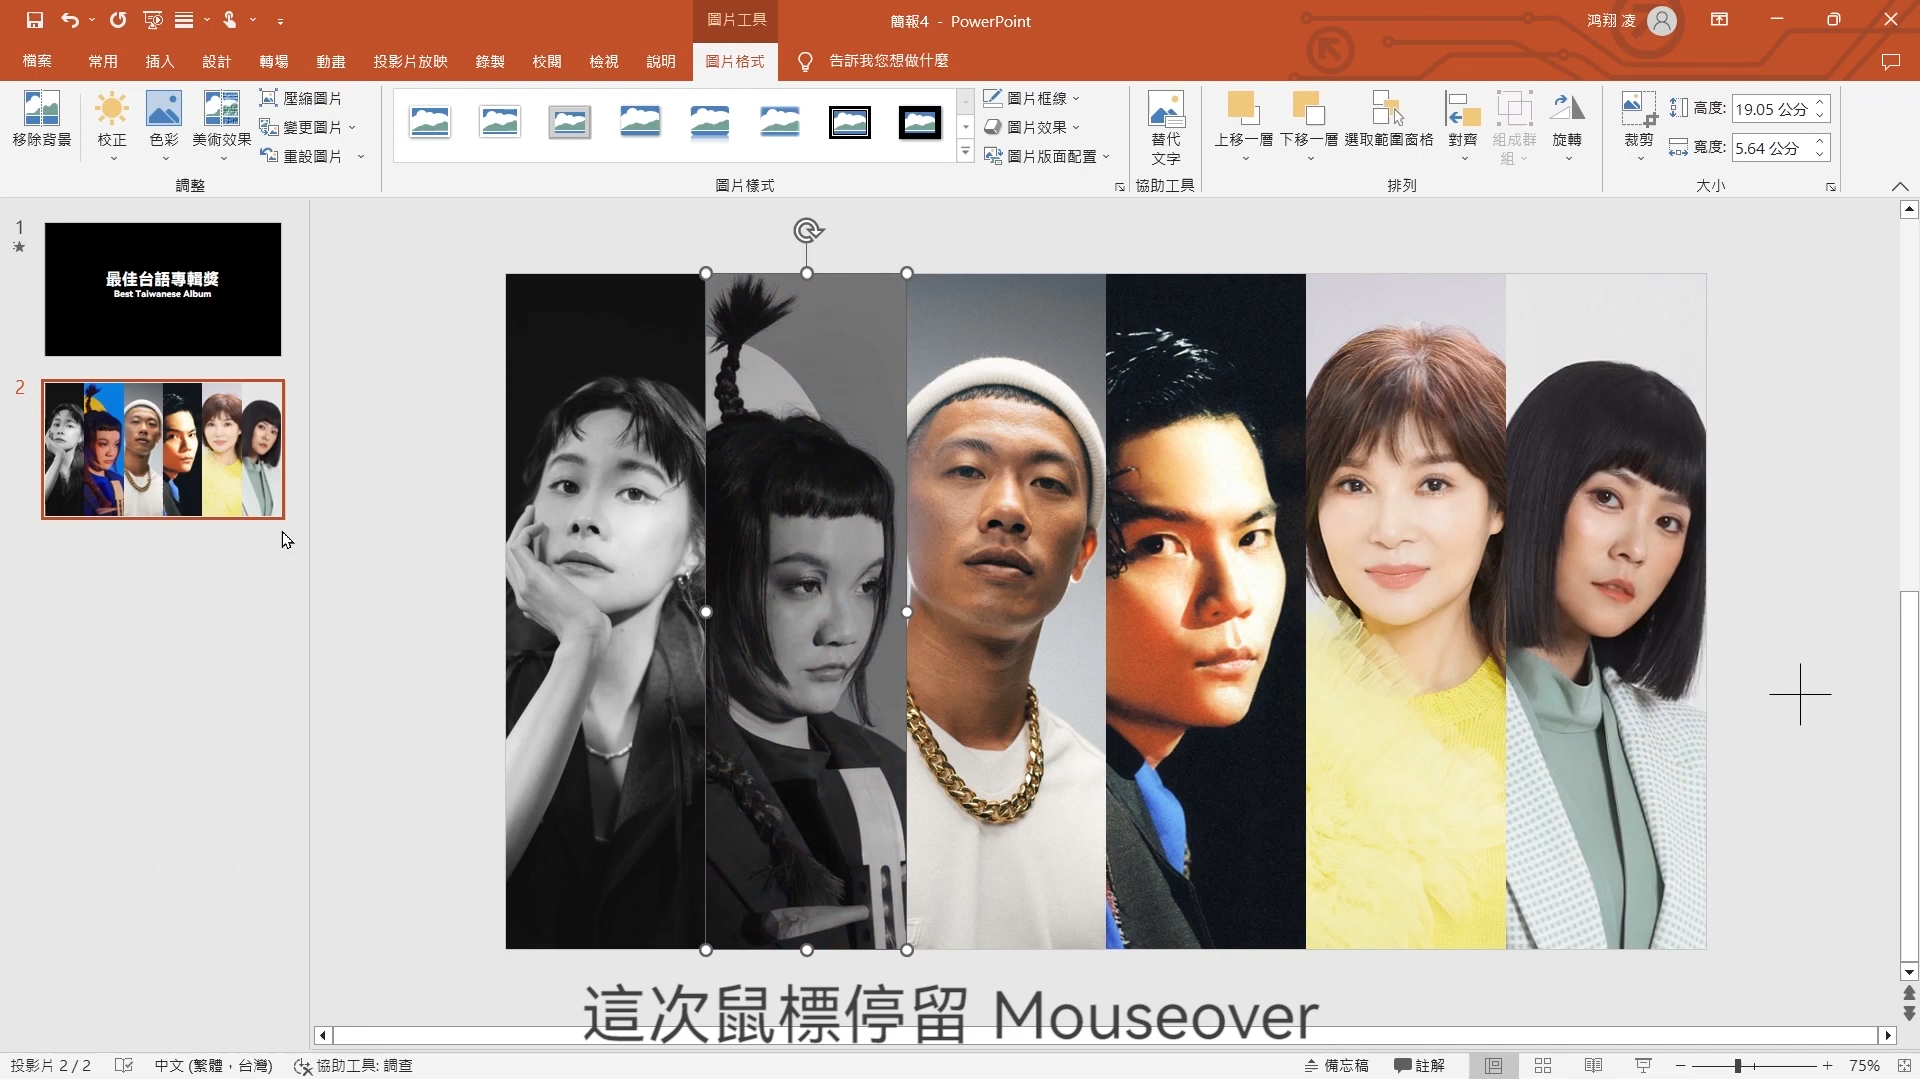 圖片工具
簡報4 - PowerPoint
鸿翔 凌
檔案 常用 插入 設計 轉場 動畫 投影片放映 錄製 校閱 檢視 說明 圖片格式 告訴我您想做什麼
移除背景
校正
色彩
美術效果
壓縮圖片
變更圖片
重設圖片
調整
圖片樣式
圖片框線
圖片效果
圖片版面配置
替代
文字
協助工具
上移一層
下移一層
選取範圍窗格
對齊
組成群
組
旋轉
排列
裁剪
高度: 19.05 公分
寬度: 5.64 公分
大小
1
最佳台語專輯獎
Best Taiwanese Album
2
這次鼠標停留 Mouseover
投影片 2 / 2
中文 (繁體，台灣)
協助工具: 調查
備忘稿
註解
75%